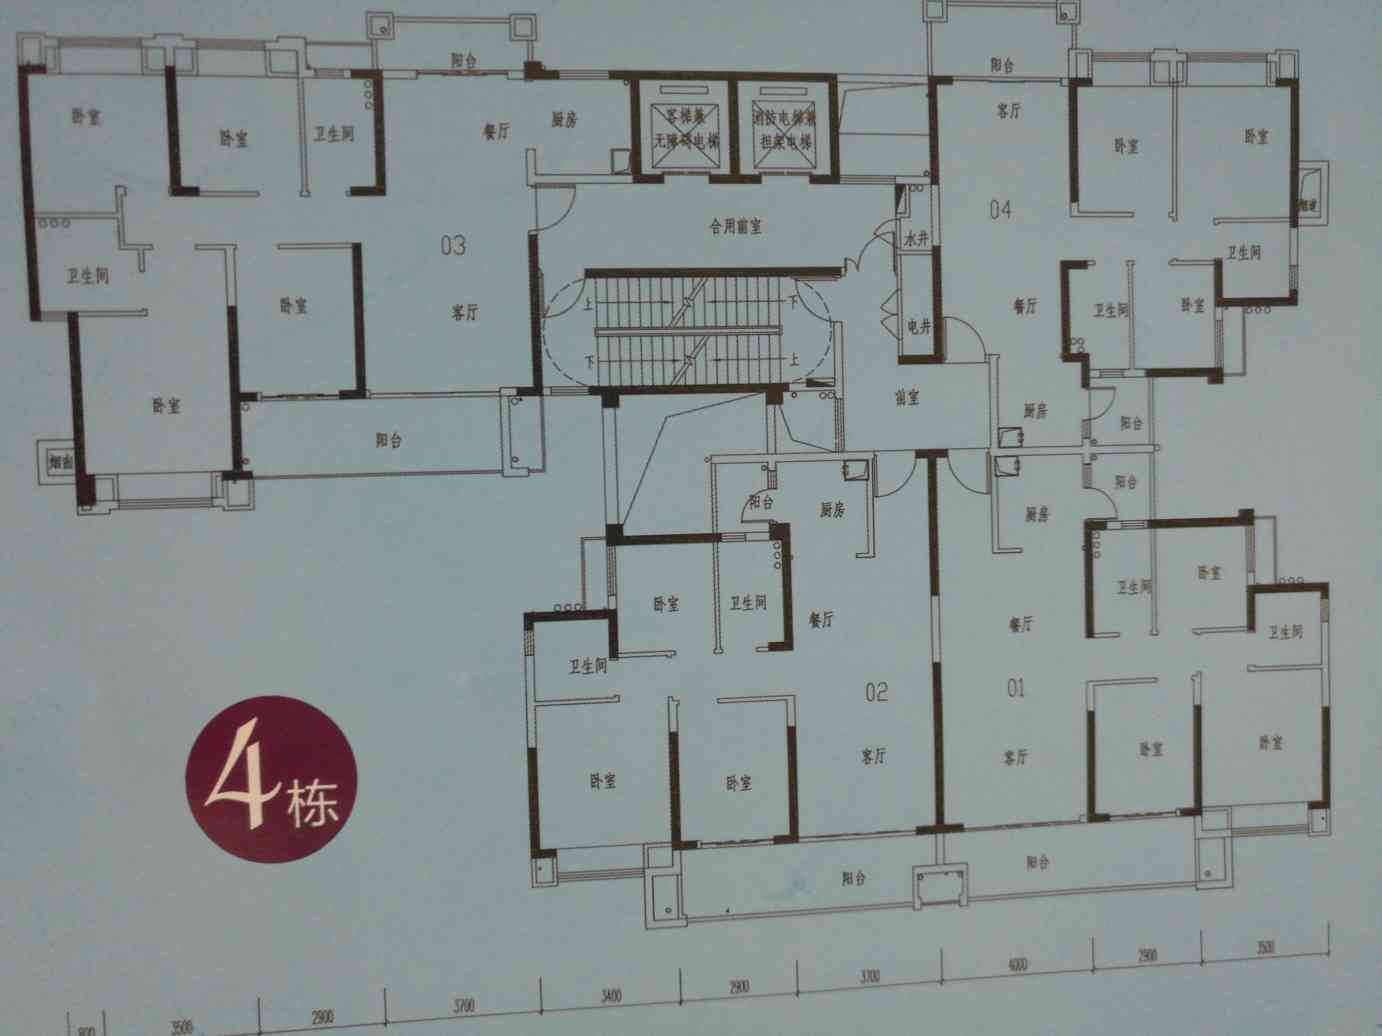 阳台
阳台
卧室
卧室
卫生间
餐厅
厨房
客梯兼
无障碍电梯
消防电梯兼
担架电梯
客厅
卧室
卧室
03
合用前室
水井
04
烟囱
卫生间
卧室
客厅
上
下
下
上
电井
餐厅
卫生间
卧室
卫生间
卧室
阳台
前室
厨房
阳台
烟囱
阳台
厨房
厨房
阳台
卧室
卫生间
餐厅
餐厅
卫生间
卧室
卫生间
卫生间
02
01
卧室
卧室
客厅
客厅
卧室
卧室
4栋
阳台
阳台
800
3500
2900
3700
3400
2900
3700
4000
2900
3500